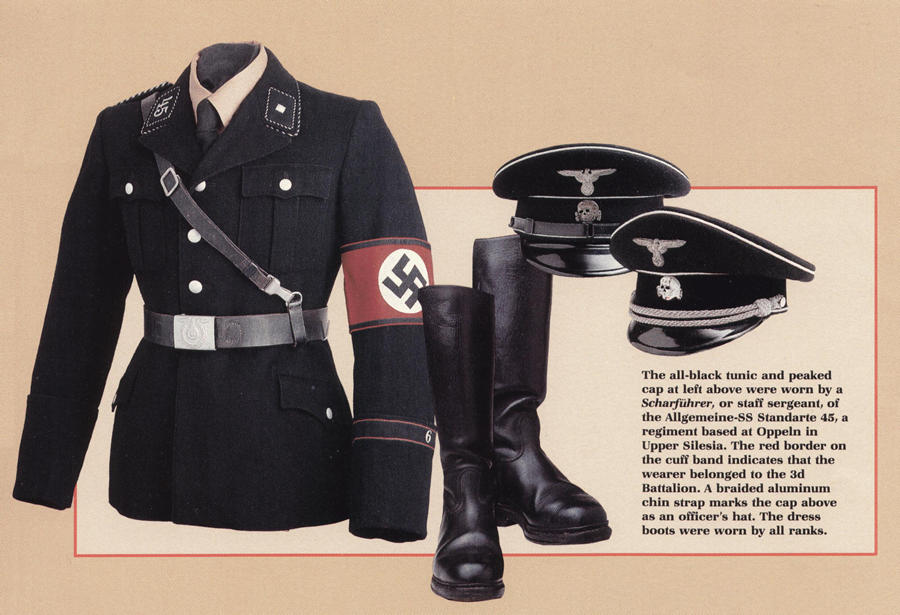 45
6
The all-black tunic and peaked
cap at left above were worn by a
Scharführer, or staff sergeant, of
the Allgemeine-SS Standarte 45, a
regiment based at Oppeln in
Upper Silesia. The red border on
the cuff band indicates that the
wearer belonged to the 3d
Battalion. A braided aluminum
chin strap marks the cap above
as an officer's hat. The dress
boots were worn by all ranks.